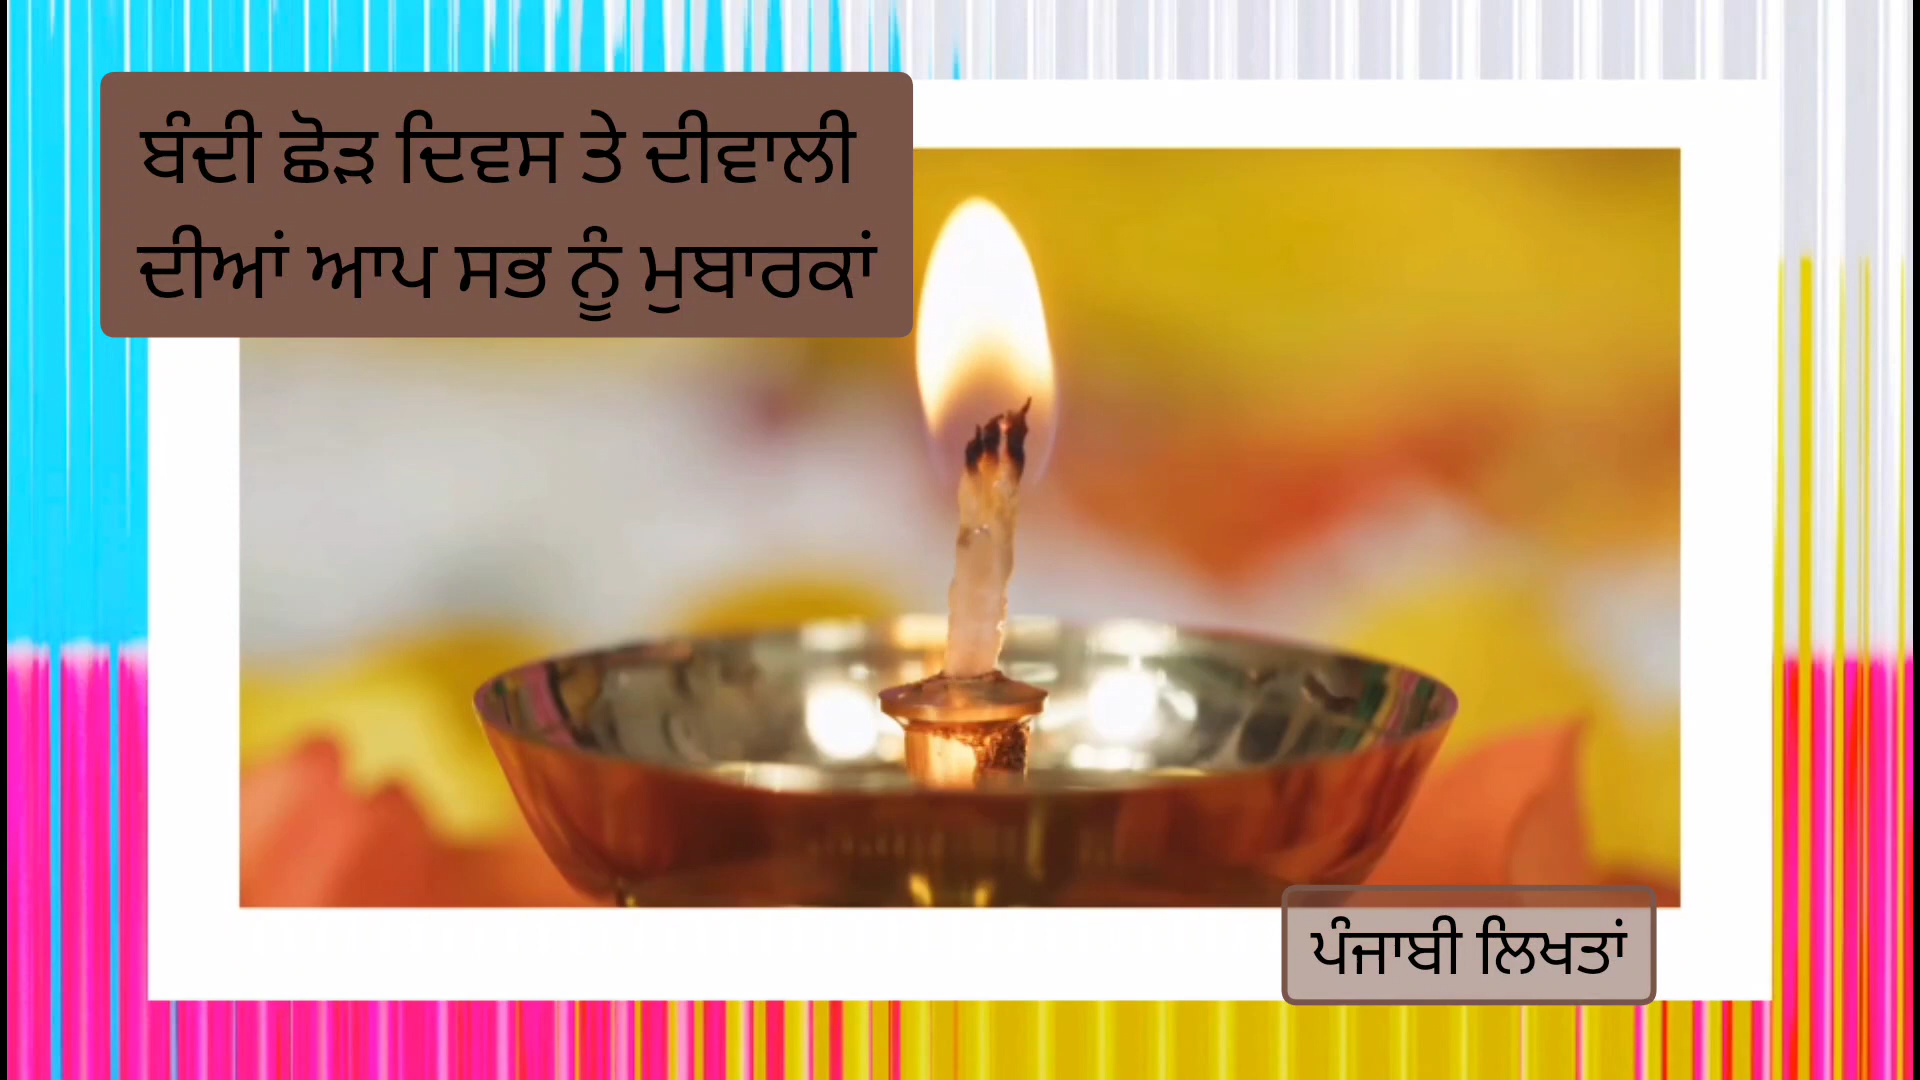 ਬੰਦੀ ਛੋੜ ਦਿਵਸ ਤੇ ਦੀਵਾਲੀ
ਦੀਆਂ ਆਪ ਸਭ ਨੂੰ ਮੁਬਾਰਕਾਂ
ਪੰਜਾਬੀ ਲਿਖਤਾਂ